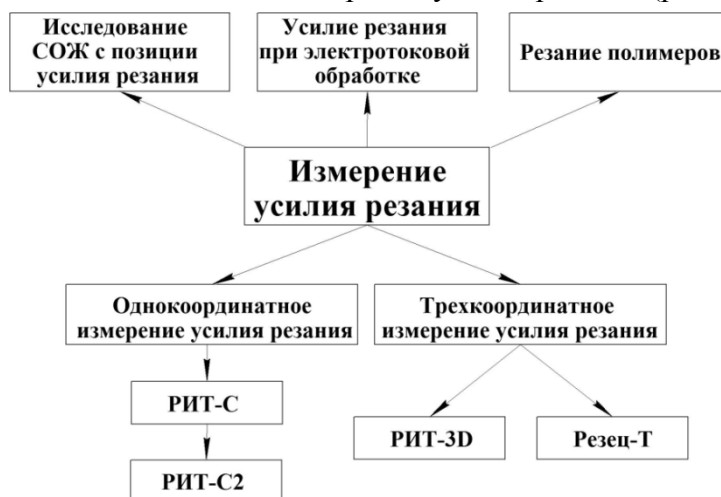 Исследование
СОЖ с позиции
усилия резания
Усилие резания
при электротоковой
обработке
Резание полимеров
Измерение
усилия резания
Однокоординатное
измерение усилия резания
Трехкоординатное
измерение усилия резания
РИТ-С
РИТ-3D
Резец-Т
РИТ-С2